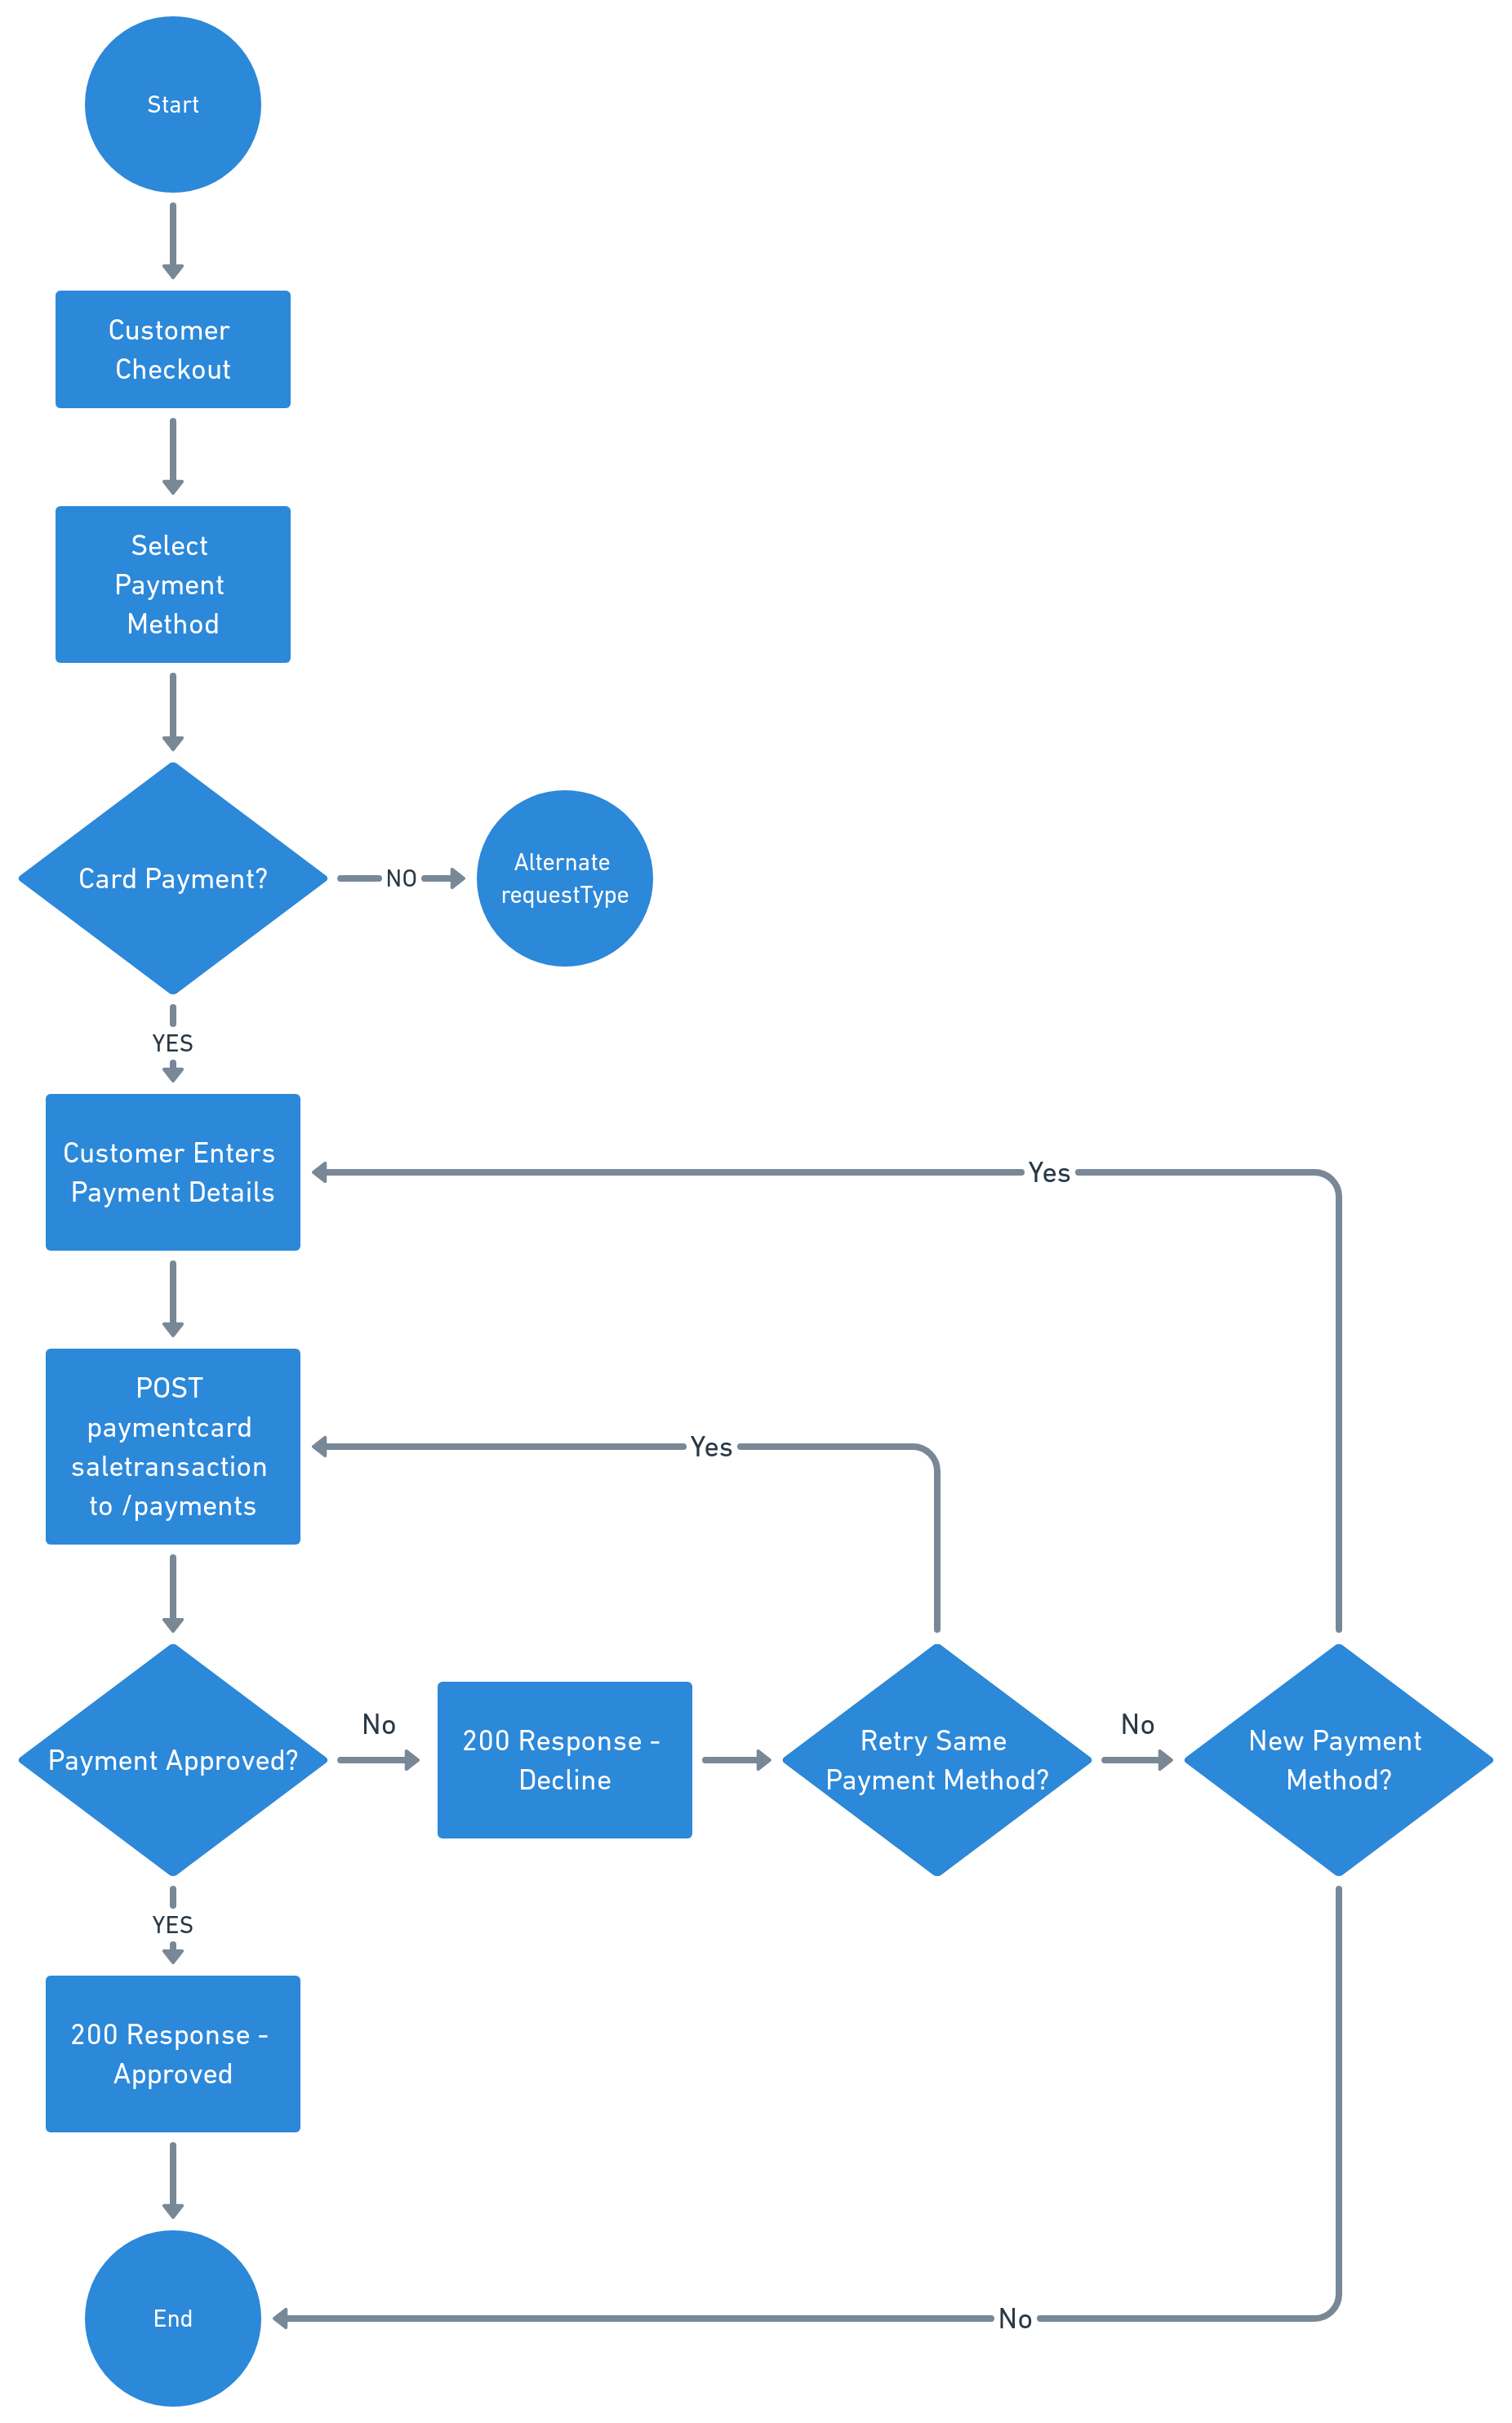 Start
Customer
Checkout
Select
Payment
Method
Card Payment?
NO
Alternate
requestType
YES
Customer Enters
Payment Details
Yes
POST
paymentcard
saletransaction
to /payments
Yes
Payment Approved?
No
200 Response -
Decline
Retry Same
Payment Method?
No
New Payment
Method?
YES
200 Response -
Approved
End
No